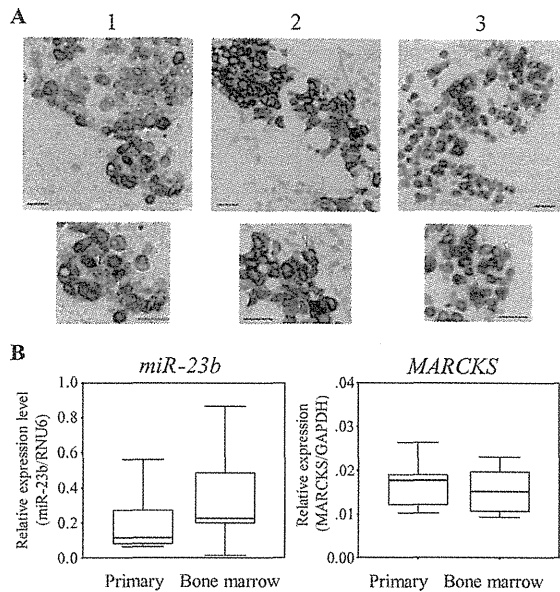 A
1 2 3
B
miR-23b
Relative expression level
(miR-23b/RNU6)
1.0
0.8
0.6
0.4
0.2
0.0
Primary Bone marrow
MARCKS
Relative expression
(MARCKS/GAPDH)
.04
.03
.02
.01
0.00
Primary Bone marrow